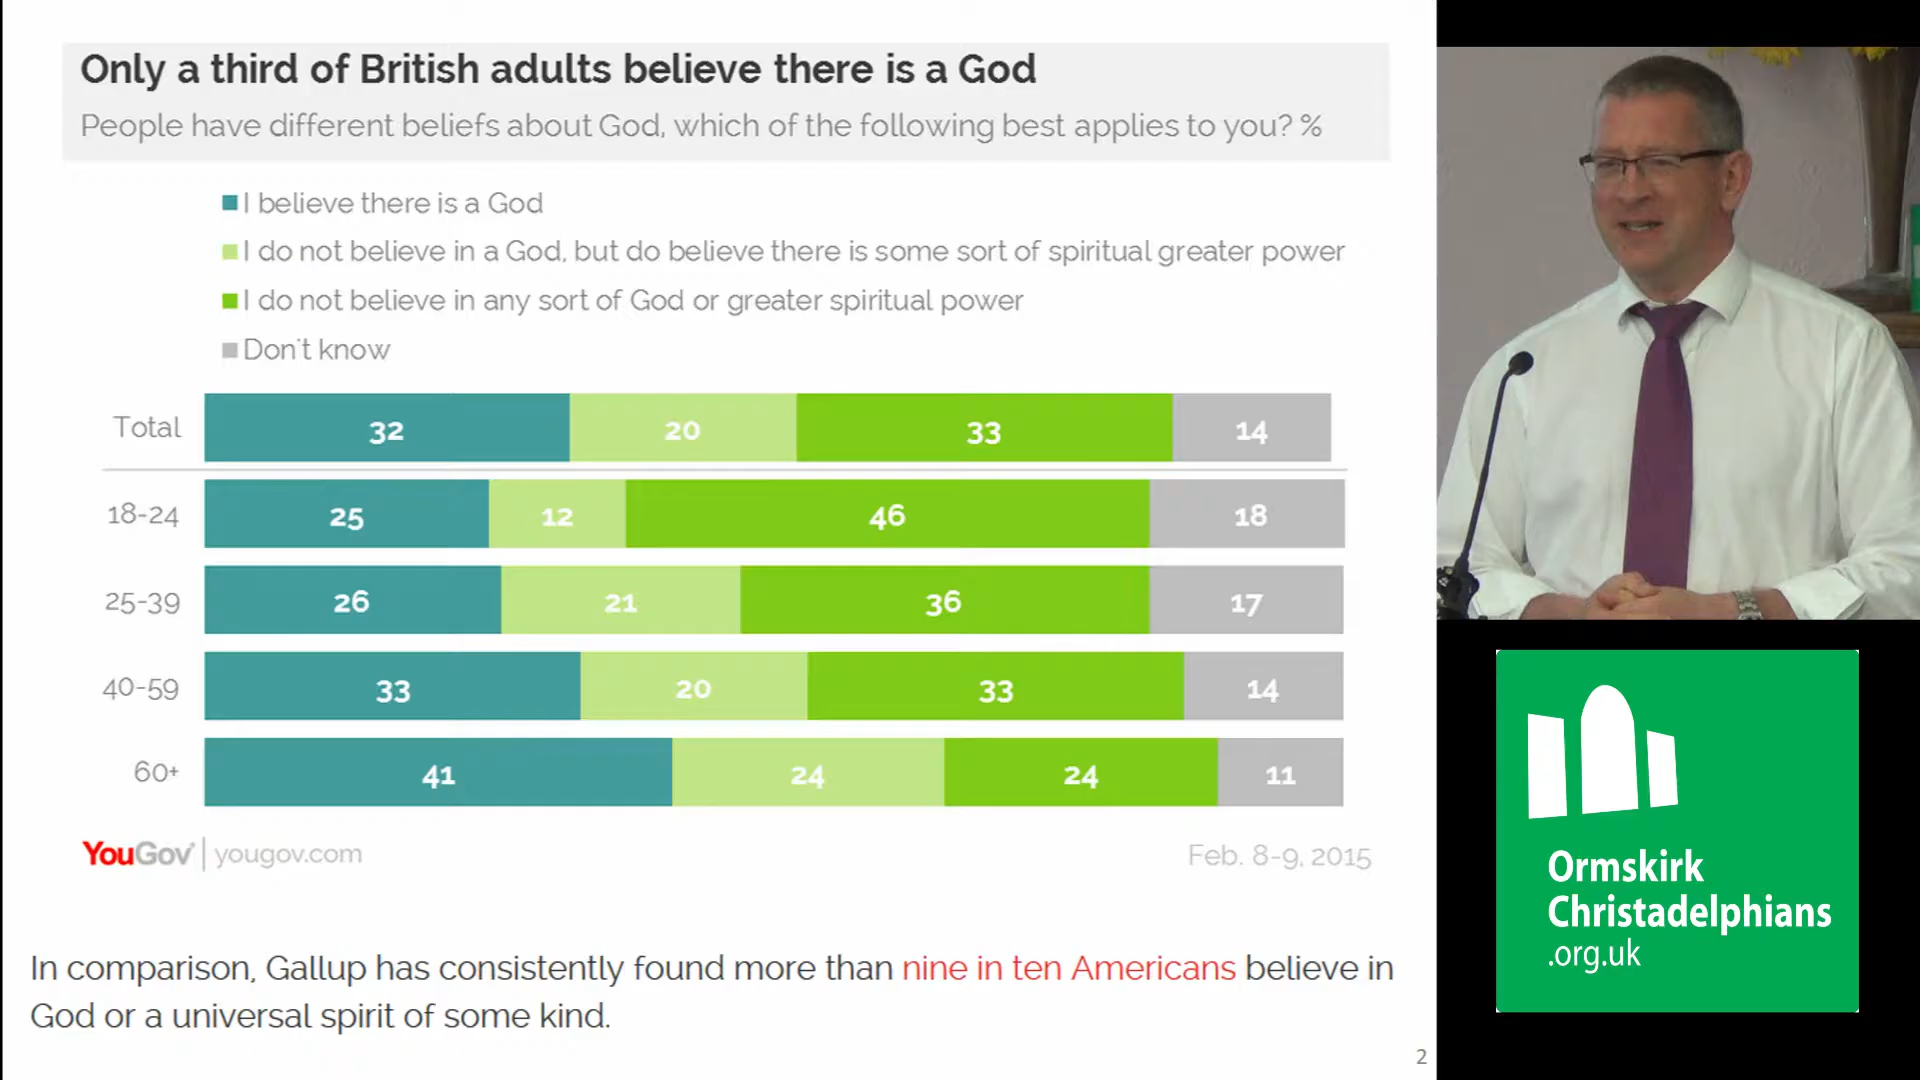 Only a third of British adults believe there is a God
People have different beliefs about God, which of the following best applies to you? %
I believe there is a God
I do not believe in a God, but do believe there is some sort of spiritual greater power
I do not believe in any sort of God or greater spiritual power
Don't know
Total 32 20 33 14
18-24 25 12 46 18
25-39 26 21 36 17
40-59 33 20 33 14
60+ 41 24 24 11
YouGov | yougov.com Feb. 8-9, 2015
In comparison, Gallup has consistently found more than nine in ten Americans believe in
God or a universal spirit of some kind.
2
Ormskirk
Christadelphians
.org.uk